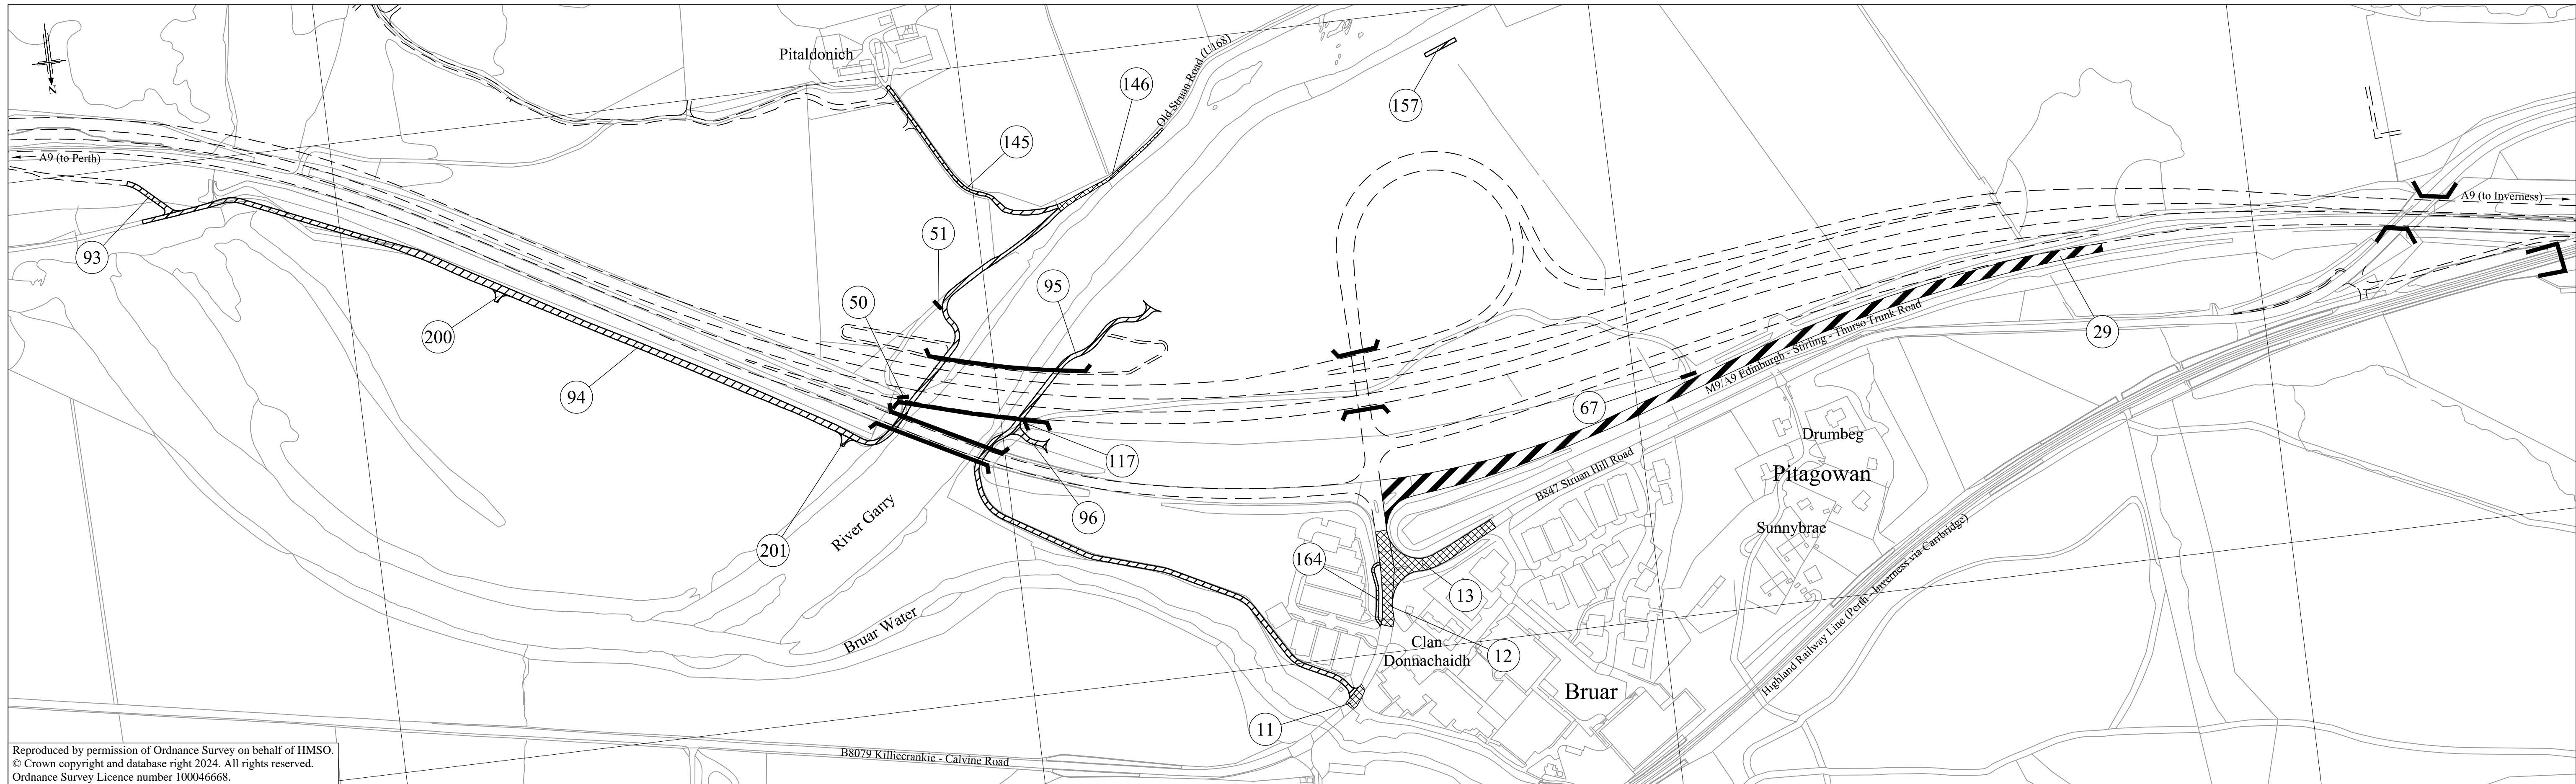 N
A9 (to Perth)
Pitaldonich
Old Struan Road (U168)
146
157
145
93
51
95
50
200
94
A9 (to Inverness)
29
M9/A9 Edinburgh - Stirling - Thurso Trunk Road
67
117
96
B847 Struan Hill Road
Drumbeg
Pitagowan
Sunnybrae
River Garry
201
164
13
Bruar Water
Clan
Donnachaidh
12
Bruar
11
Highland Railway Line (Perth - Inverness via Carrbridge)
B8079 Killiecrankie - Calvine Road
Reproduced by permission of Ordnance Survey on behalf of HMSO.
© Crown copyright and database right 2024. All rights reserved.
Ordnance Survey Licence number 100046668.